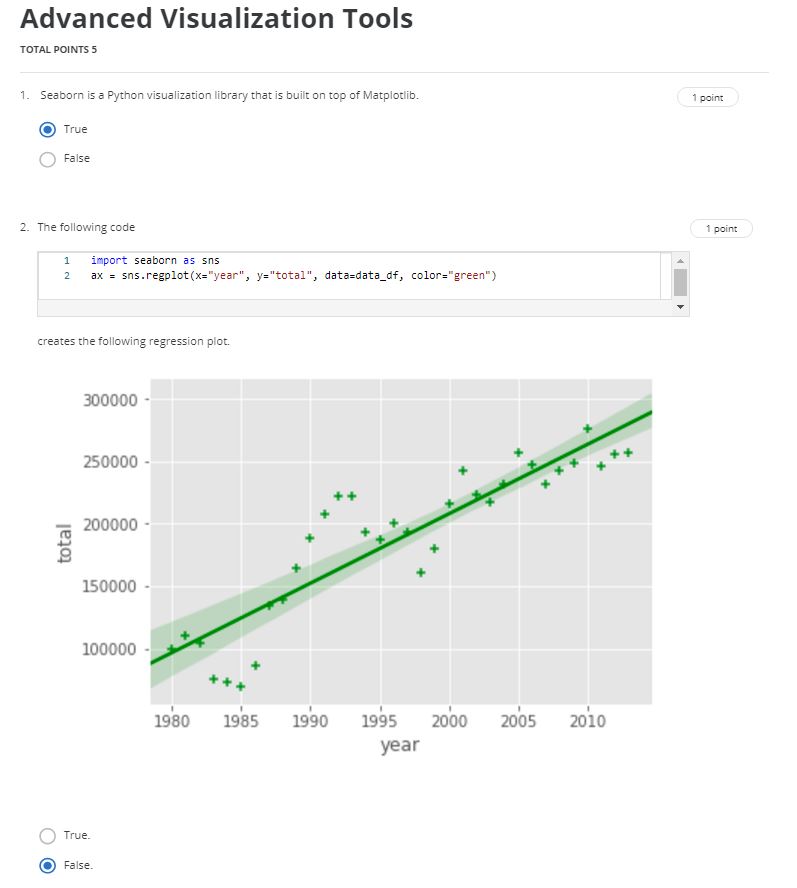 Advanced Visualization Tools
TOTAL POINTS 5
1. Seaborn is a Python visualization library that is built on top of Matplotlib.
1 point
True
False
2. The following code
1 point
1 import seaborn as sns
2 ax = sns.regplot(x="year", y="total", data=data_df, color="green")
creates the following regression plot.
300000
250000
200000
150000
100000
total
1980 1985 1990 1995 2000 2005 2010
year
True.
False.